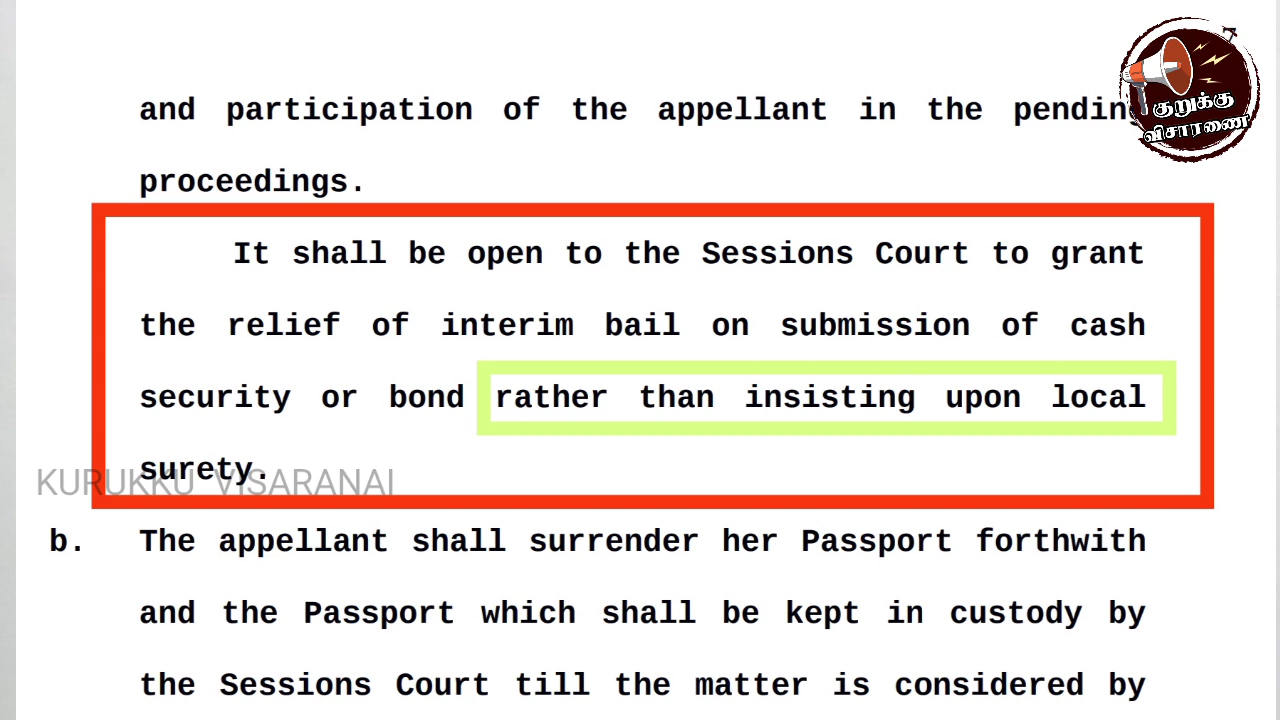 குறுக்கு
விசாரணை
and participation of the appellant in the pending
proceedings.
It shall be open to the Sessions Court to grant
the relief of interim bail on submission of cash
security or bond rather than insisting upon local
surety.
KURUKKU VISARANAI
b. The appellant shall surrender her Passport forthwith
and the Passport which shall be kept in custody by
the Sessions Court till the matter is considered by